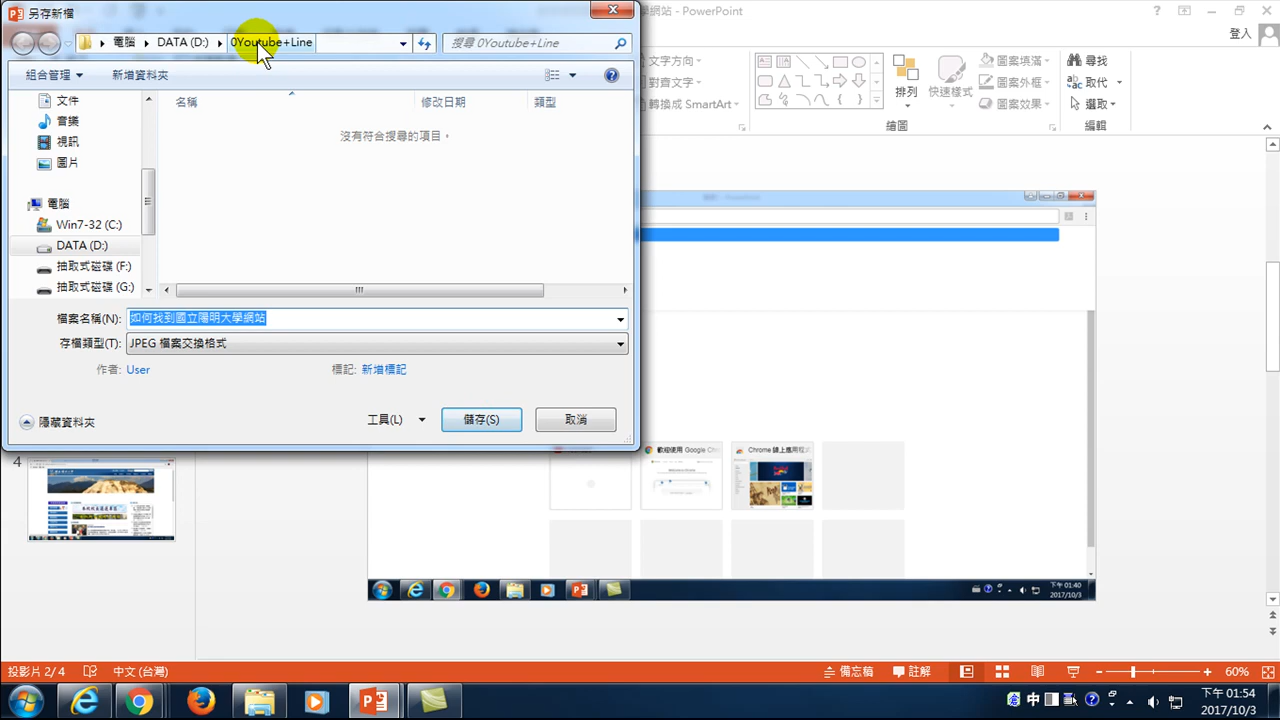 另存新檔
學網站 - PowerPoint
登入
電腦 ▸ DATA (D:) ▸ 0Youtube+Line
搜尋 0Youtube+Line
組合管理
新增資料夾
文字方向
對齊文字
轉換成 SmartArt
排列
快速樣式
圖案填滿
圖案外框
圖案效果
繪圖
尋找
取代
選取
編輯
文件
音樂
視訊
圖片
電腦
Win7-32 (C:)
DATA (D:)
抽取式磁碟 (F:)
抽取式磁碟 (G:)
名稱
修改日期
類型
沒有符合搜尋的項目。
檔案名稱(N):
如何找到國立陽明大學網站
存檔類型(T):
JPEG 檔案交換格式
作者:
User
標記:
新增標記
隱藏資料夾
工具(L)
儲存(S)
取消
4
歡迎使用 Google Ch
Chrome 線上應用程式
下午 01:40
2017/10/3
投影片 2/4
中文 (台灣)
備忘稿
註解
60%
中
下午 01:54
2017/10/3